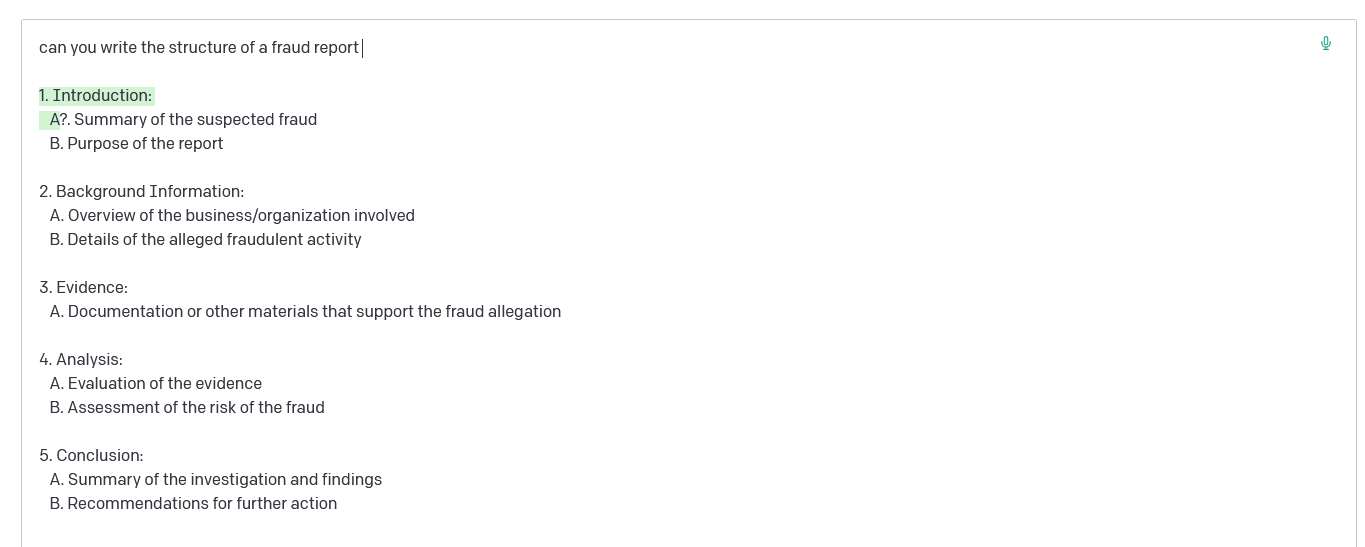 can you write the structure of a fraud report
1. Introduction:
A?. Summary of the suspected fraud
B. Purpose of the report
2. Background Information:
A. Overview of the business/organization involved
B. Details of the alleged fraudulent activity
3. Evidence:
A. Documentation or other materials that support the fraud allegation
4. Analysis:
A. Evaluation of the evidence
B. Assessment of the risk of the fraud
5. Conclusion:
A. Summary of the investigation and findings
B. Recommendations for further action